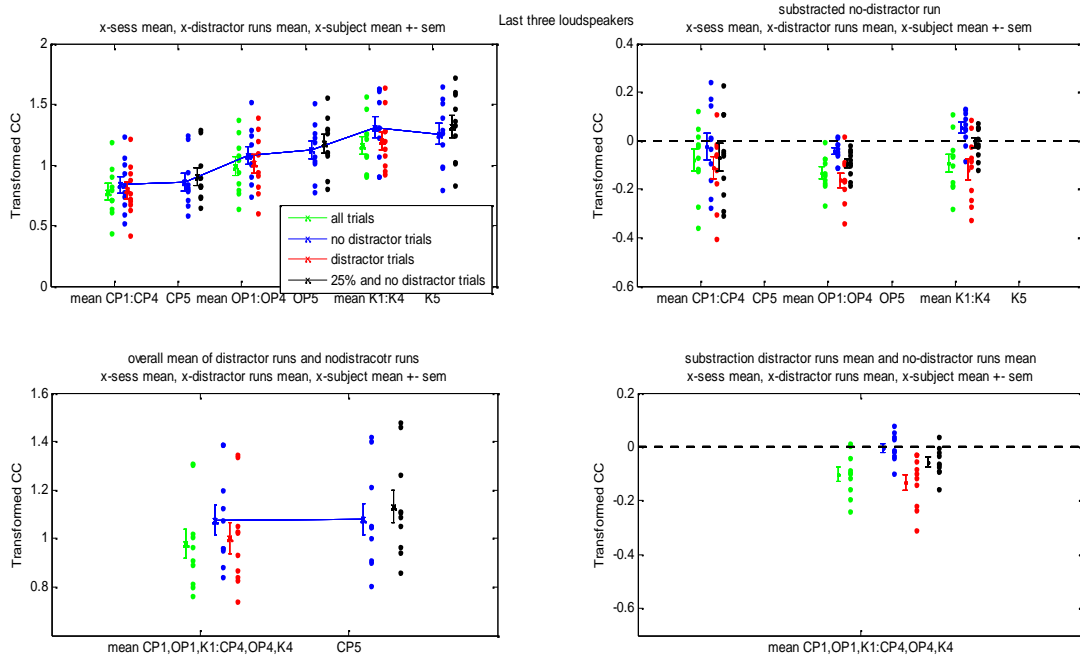 Last three loudspeakers
x-sess mean, x-distractor runs mean, x-subject mean +- sem
2
1.5
1
0.5
0
Transformed CC
mean CP1:CP4 CP5 mean OP1:OP4 OP5 mean K1:K4 K5
all trials
no distractor trials
distractor trials
25% and no distractor trials
substracted no-distractor run
x-sess mean, x-distractor runs mean, x-subject mean +- sem
0.4
0.2
0
-0.2
-0.4
-0.6
Transformed CC
mean CP1:CP4 CP5 mean OP1:OP4 OP5 mean K1:K4 K5
overall mean of distractor runs and nodistracotr runs
x-sess mean, x-distractor runs mean, x-subject mean +- sem
1.6
1.4
1.2
1
0.8
Transformed CC
mean CP1,OP1,K1:CP4,OP4,K4 CP5
substraction distractor runs mean and no-distractor runs mean
x-sess mean, x-distractor runs mean, x-subject mean +- sem
0.2
0
-0.2
-0.4
-0.6
Transformed CC
mean CP1,OP1,K1:CP4,OP4,K4